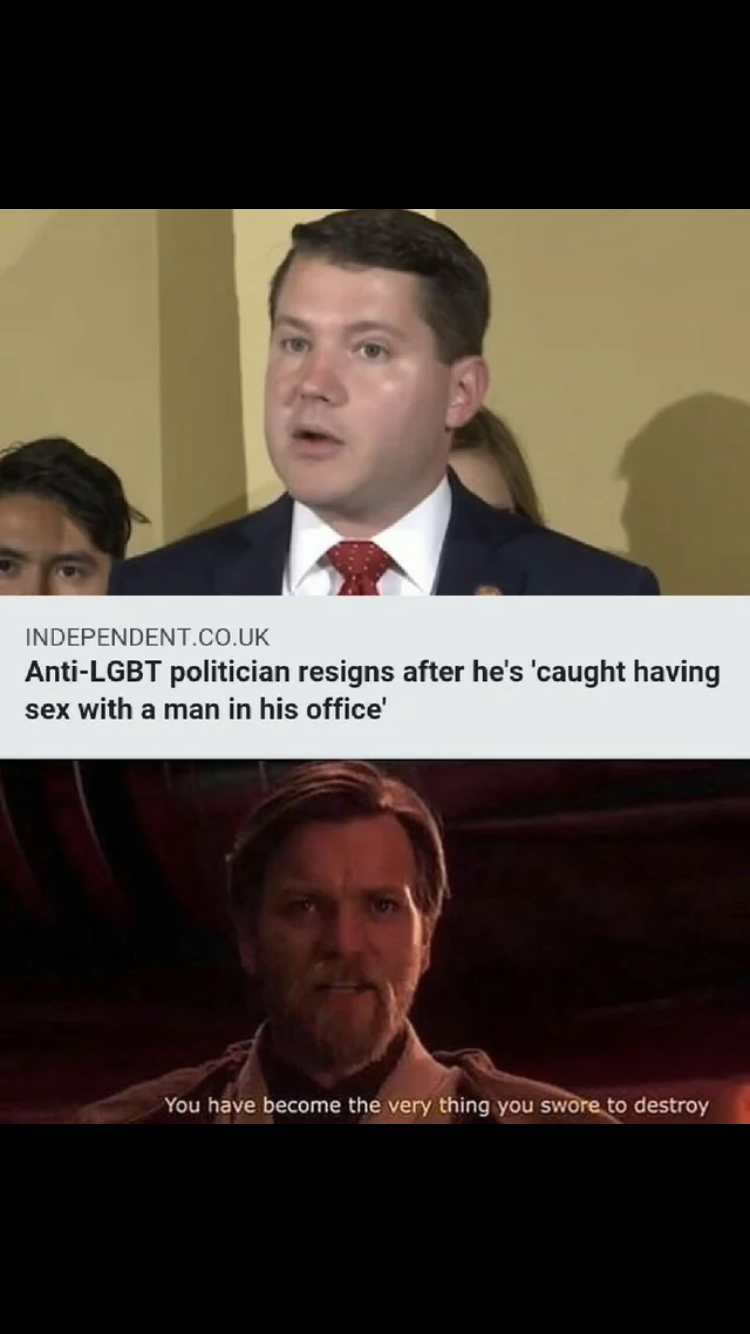 INDEPENDENT.CO.UK
Anti-LGBT politician resigns after he's 'caught having
sex with a man in his office'
You have become the very thing you swore to destroy